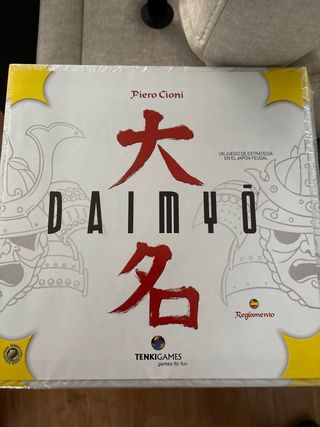 Piero Cioni
大
UN JUEGO DE ESTRATEGIA
EN EL JAPÓN FEUDAL
DAIMYŌ
名
Reglamento
TENKIGAMES
games for fun